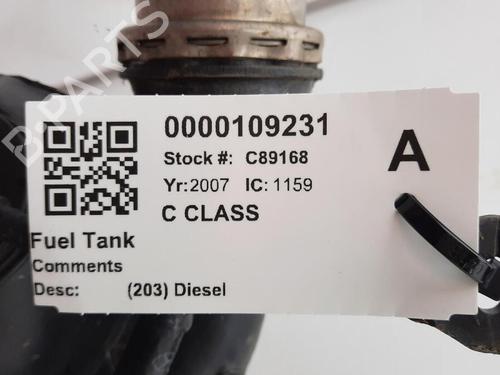 0000109231
Stock #: C89168
Yr:2007 IC: 1159
C CLASS
A
Fuel Tank
Comments
Desc: (203) Diesel
B-PARTS